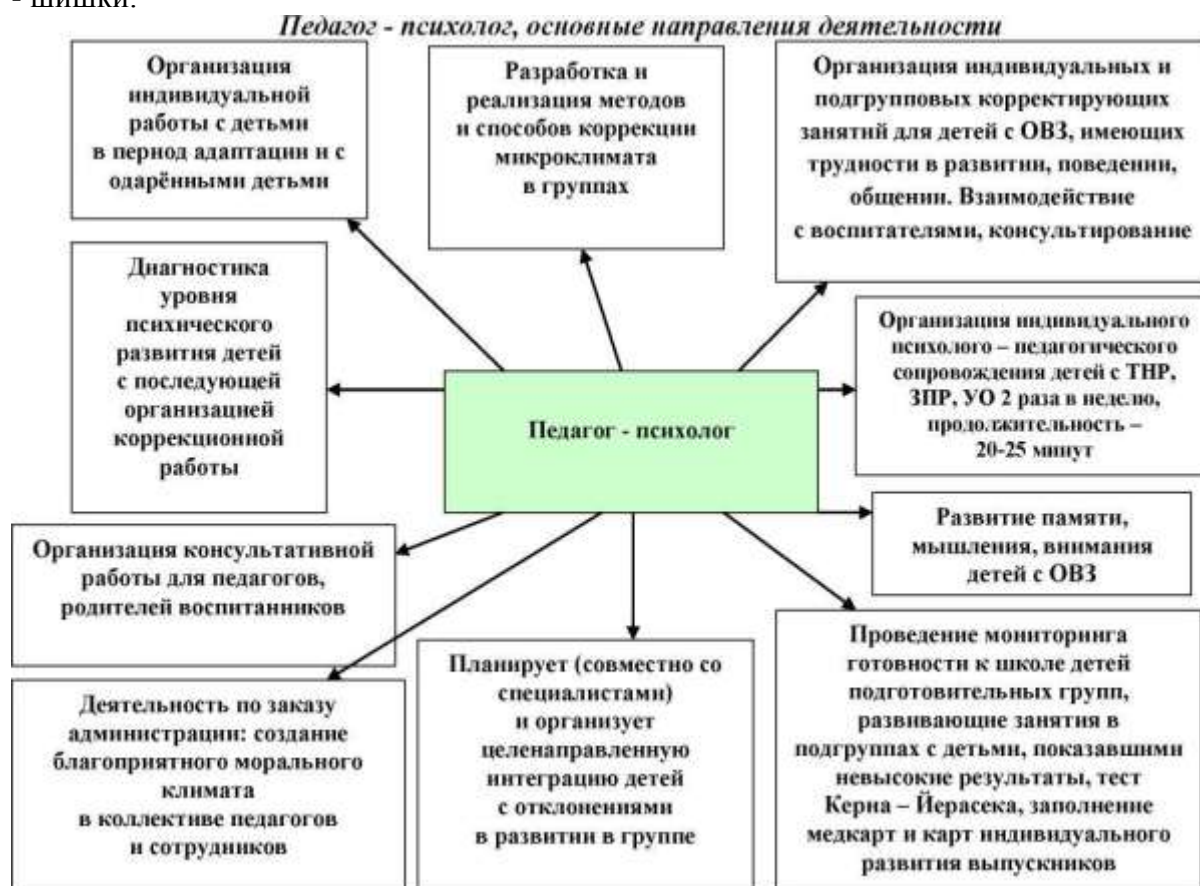 - шишки.
Педагог - психолог, основные направления деятельности
Организация
индивидуальной
работы с детьми
в период адаптации и с
одарёнными детьми
Разработка и
реализация методов
и способов коррекции
микроклимата
в группах
Организация индивидуальных и
подгрупповых корректирующих
занятий для детей с ОВЗ, имеющих
трудности в развитии, поведении,
общении. Взаимодействие
с воспитателями, консультирование
Диагностика
уровня
психического
развития детей
с последующей
организацией
коррекционной
работы
Организация индивидуального
психолого – педагогического
сопровождения детей с ТНР,
ЗПР, УО 2 раза в неделю,
продолжительность –
20-25 минут
Педагог - психолог
Развитие памяти,
мышления, внимания
детей с ОВЗ
Организация консультативной
работы для педагогов,
родителей воспитанников
Деятельность по заказу
администрации: создание
благоприятного морального
климата
в коллективе педагогов
и сотрудников
Планирует (совместно со
специалистами)
и организует
целенаправленную
интеграцию детей
с отклонениями
в развитии в группе
Проведение мониторинга
готовности к школе детей
подготовительных групп,
развивающие занятия в
подгруппах с детьми, показавшими
невысокие результаты, тест
Керна – Йерасека, заполнение
медкарт и карт индивидуального
развития выпускников